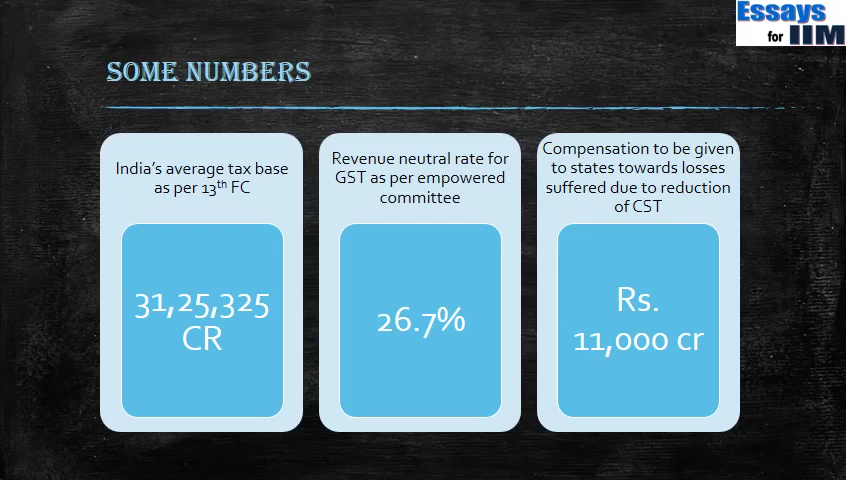 Essays
for IIM
SOME NUMBERS
India's average tax base
as per 13th FC
31,25,325
CR
Revenue neutral rate for
GST as per empowered
committee
26.7%
Compensation to be given
to states towards losses
suffered due to reduction
of CST
Rs.
11,000 cr